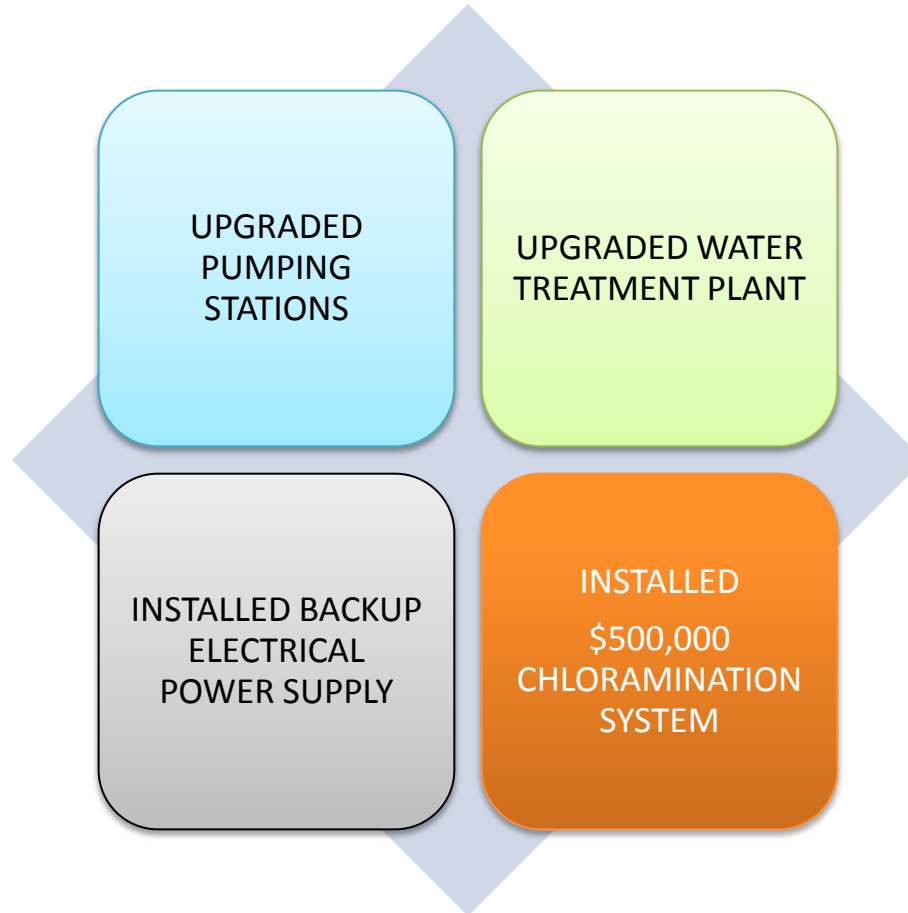 UPGRADED
PUMPING
STATIONS
UPGRADED WATER
TREATMENT PLANT
INSTALLED BACKUP
ELECTRICAL
POWER SUPPLY
INSTALLED
$500,000
CHLORAMINATION
SYSTEM